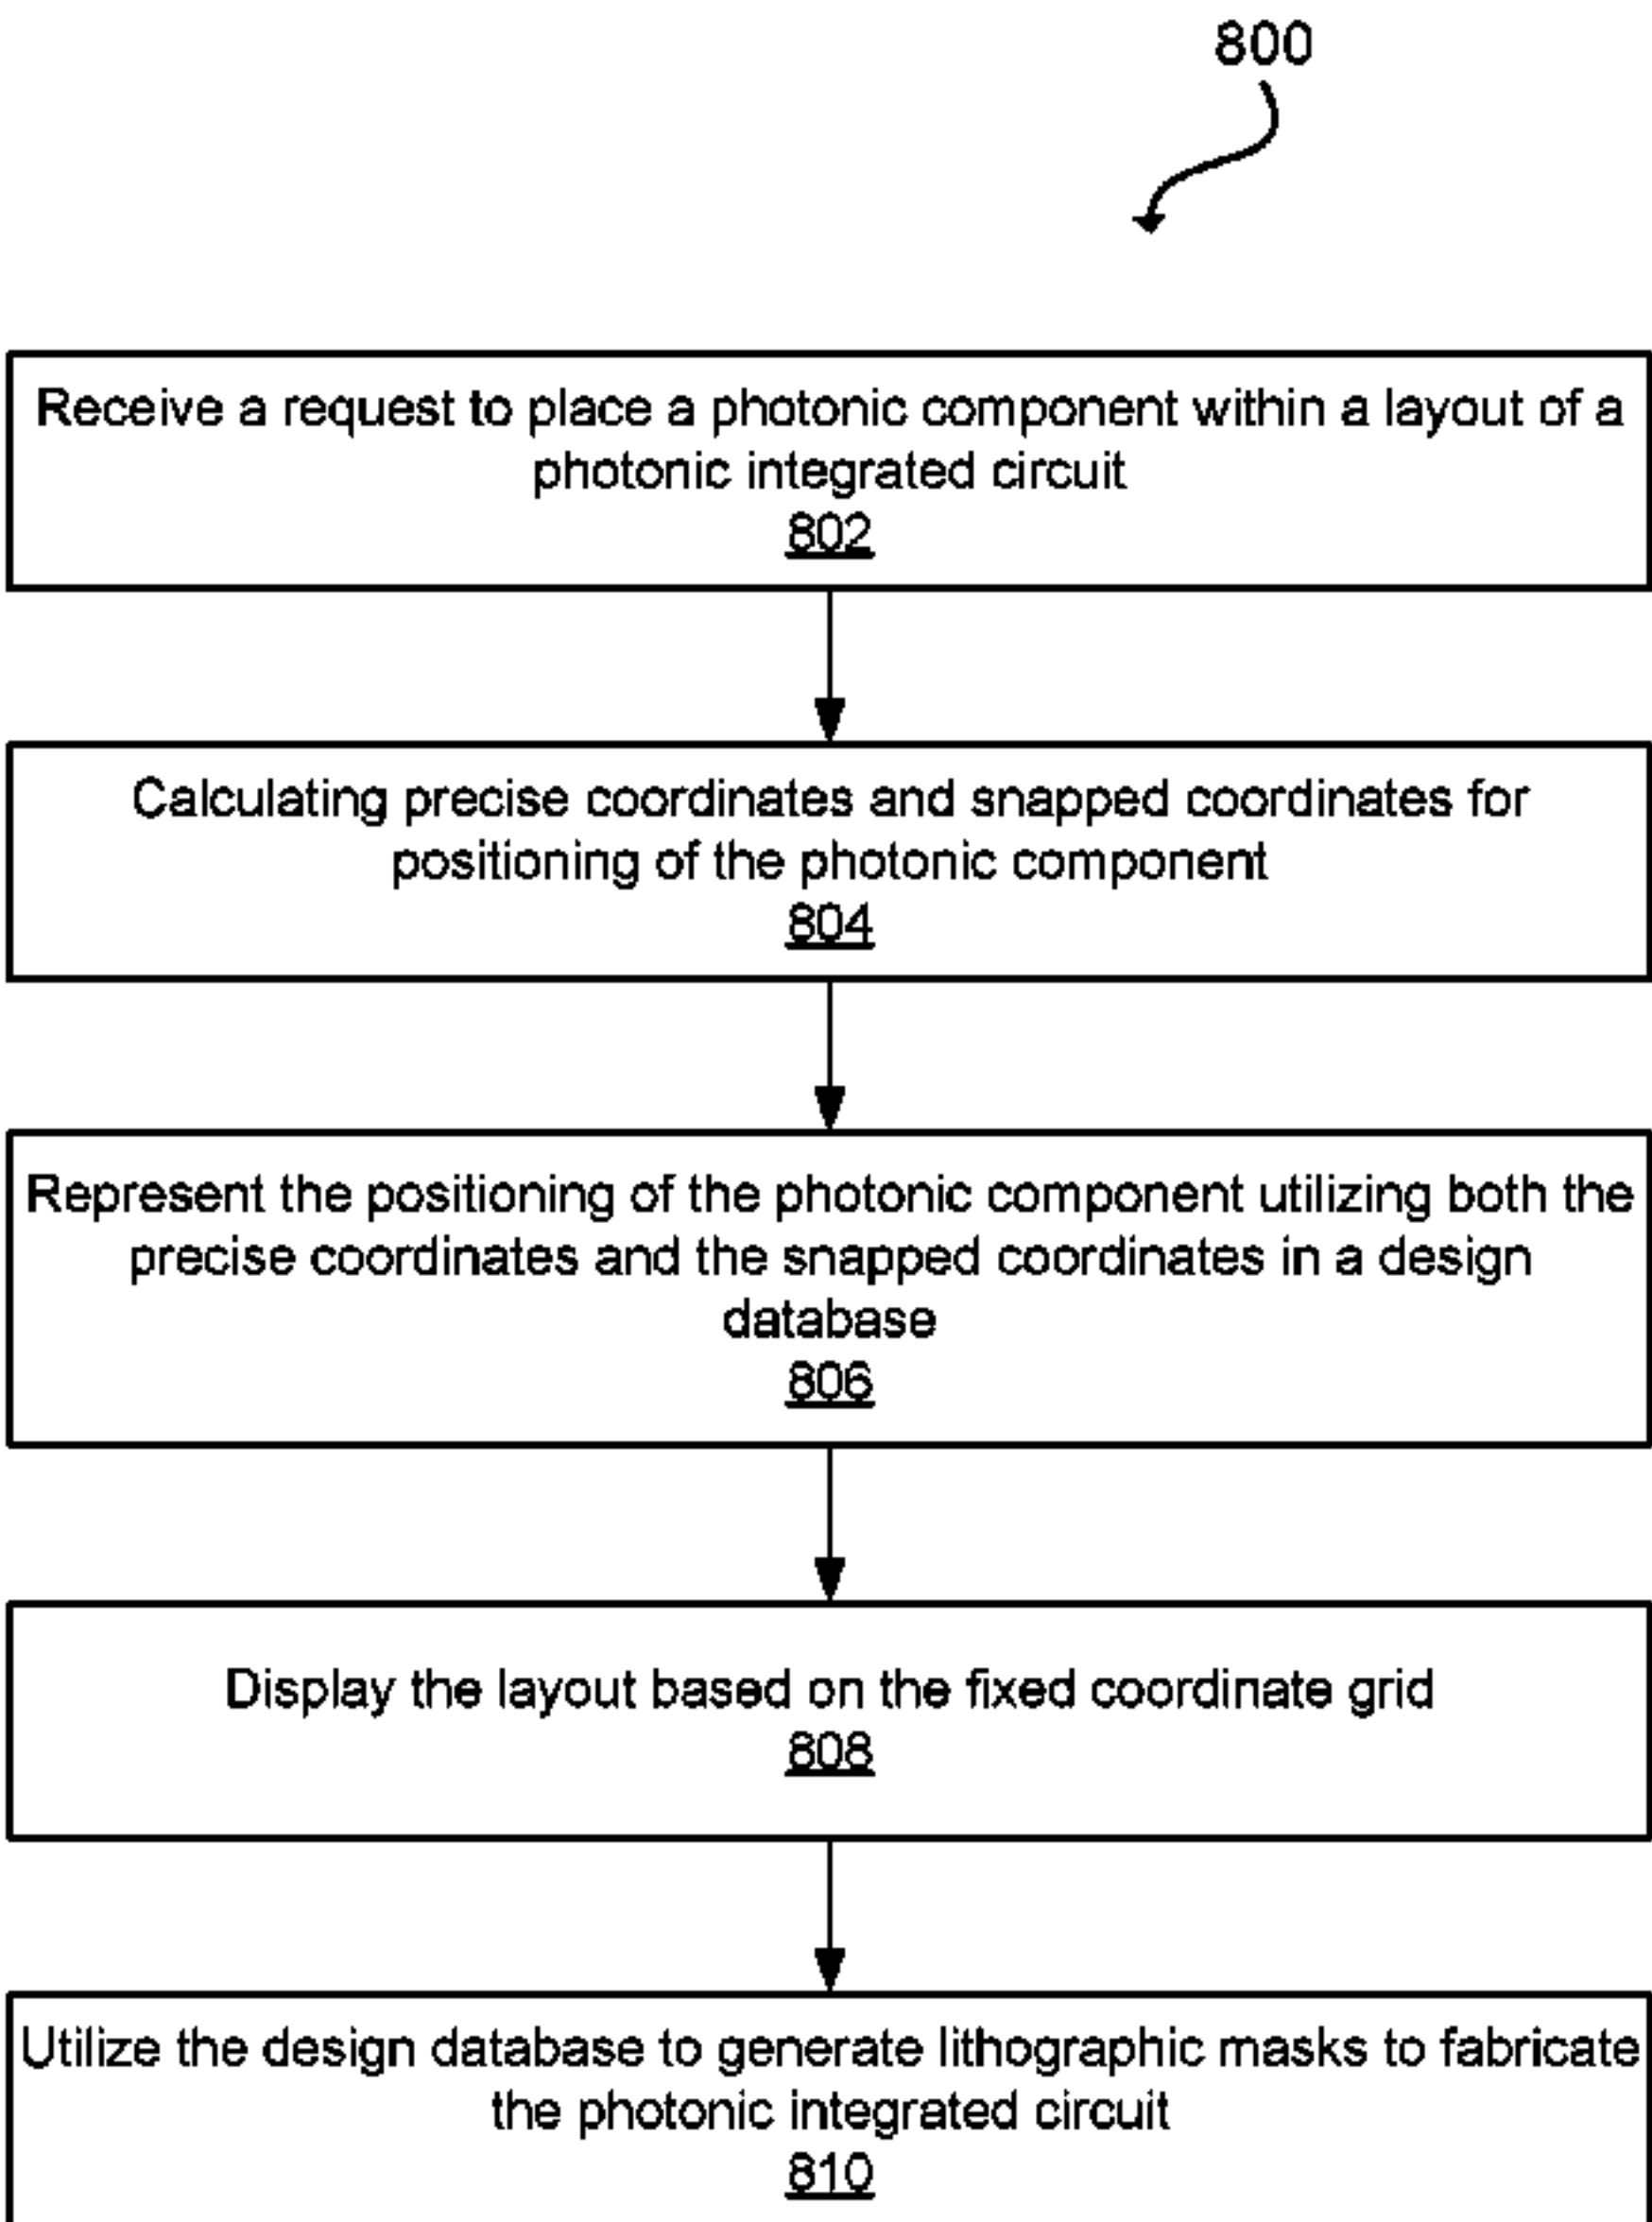 800
Receive a request to place a photonic component within a layout of a
photonic integrated circuit
802
Calculating precise coordinates and snapped coordinates for
positioning of the photonic component
804
Represent the positioning of the photonic component utilizing both the
precise coordinates and the snapped coordinates in a design
database
806
Display the layout based on the fixed coordinate grid
808
Utilize the design database to generate lithographic masks to fabricate
the photonic integrated circuit
810